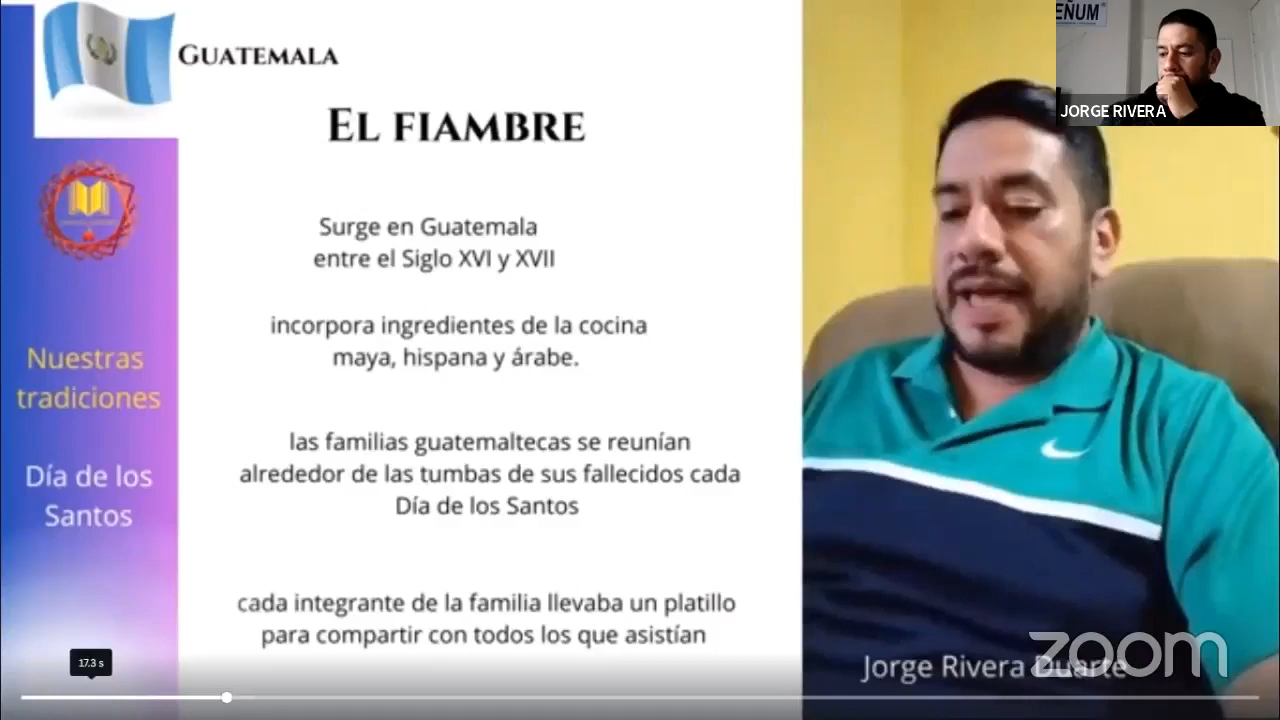 GUATEMALA
EL FIAMBRE
Surge en Guatemala
entre el Siglo XVI y XVII
incorpora ingredientes de la cocina
maya, hispana y árabe.
las familias guatemaltecas se reunían
alrededor de las tumbas de sus fallecidos cada
Día de los Santos
cada integrante de la familia llevaba un platillo
para compartir con todos los que asistían
Nuestras
tradiciones
Día de los
Santos
17.3 s
Jorge Rivera Duarte
zoom
EÑUM®
JORGE RIVERA